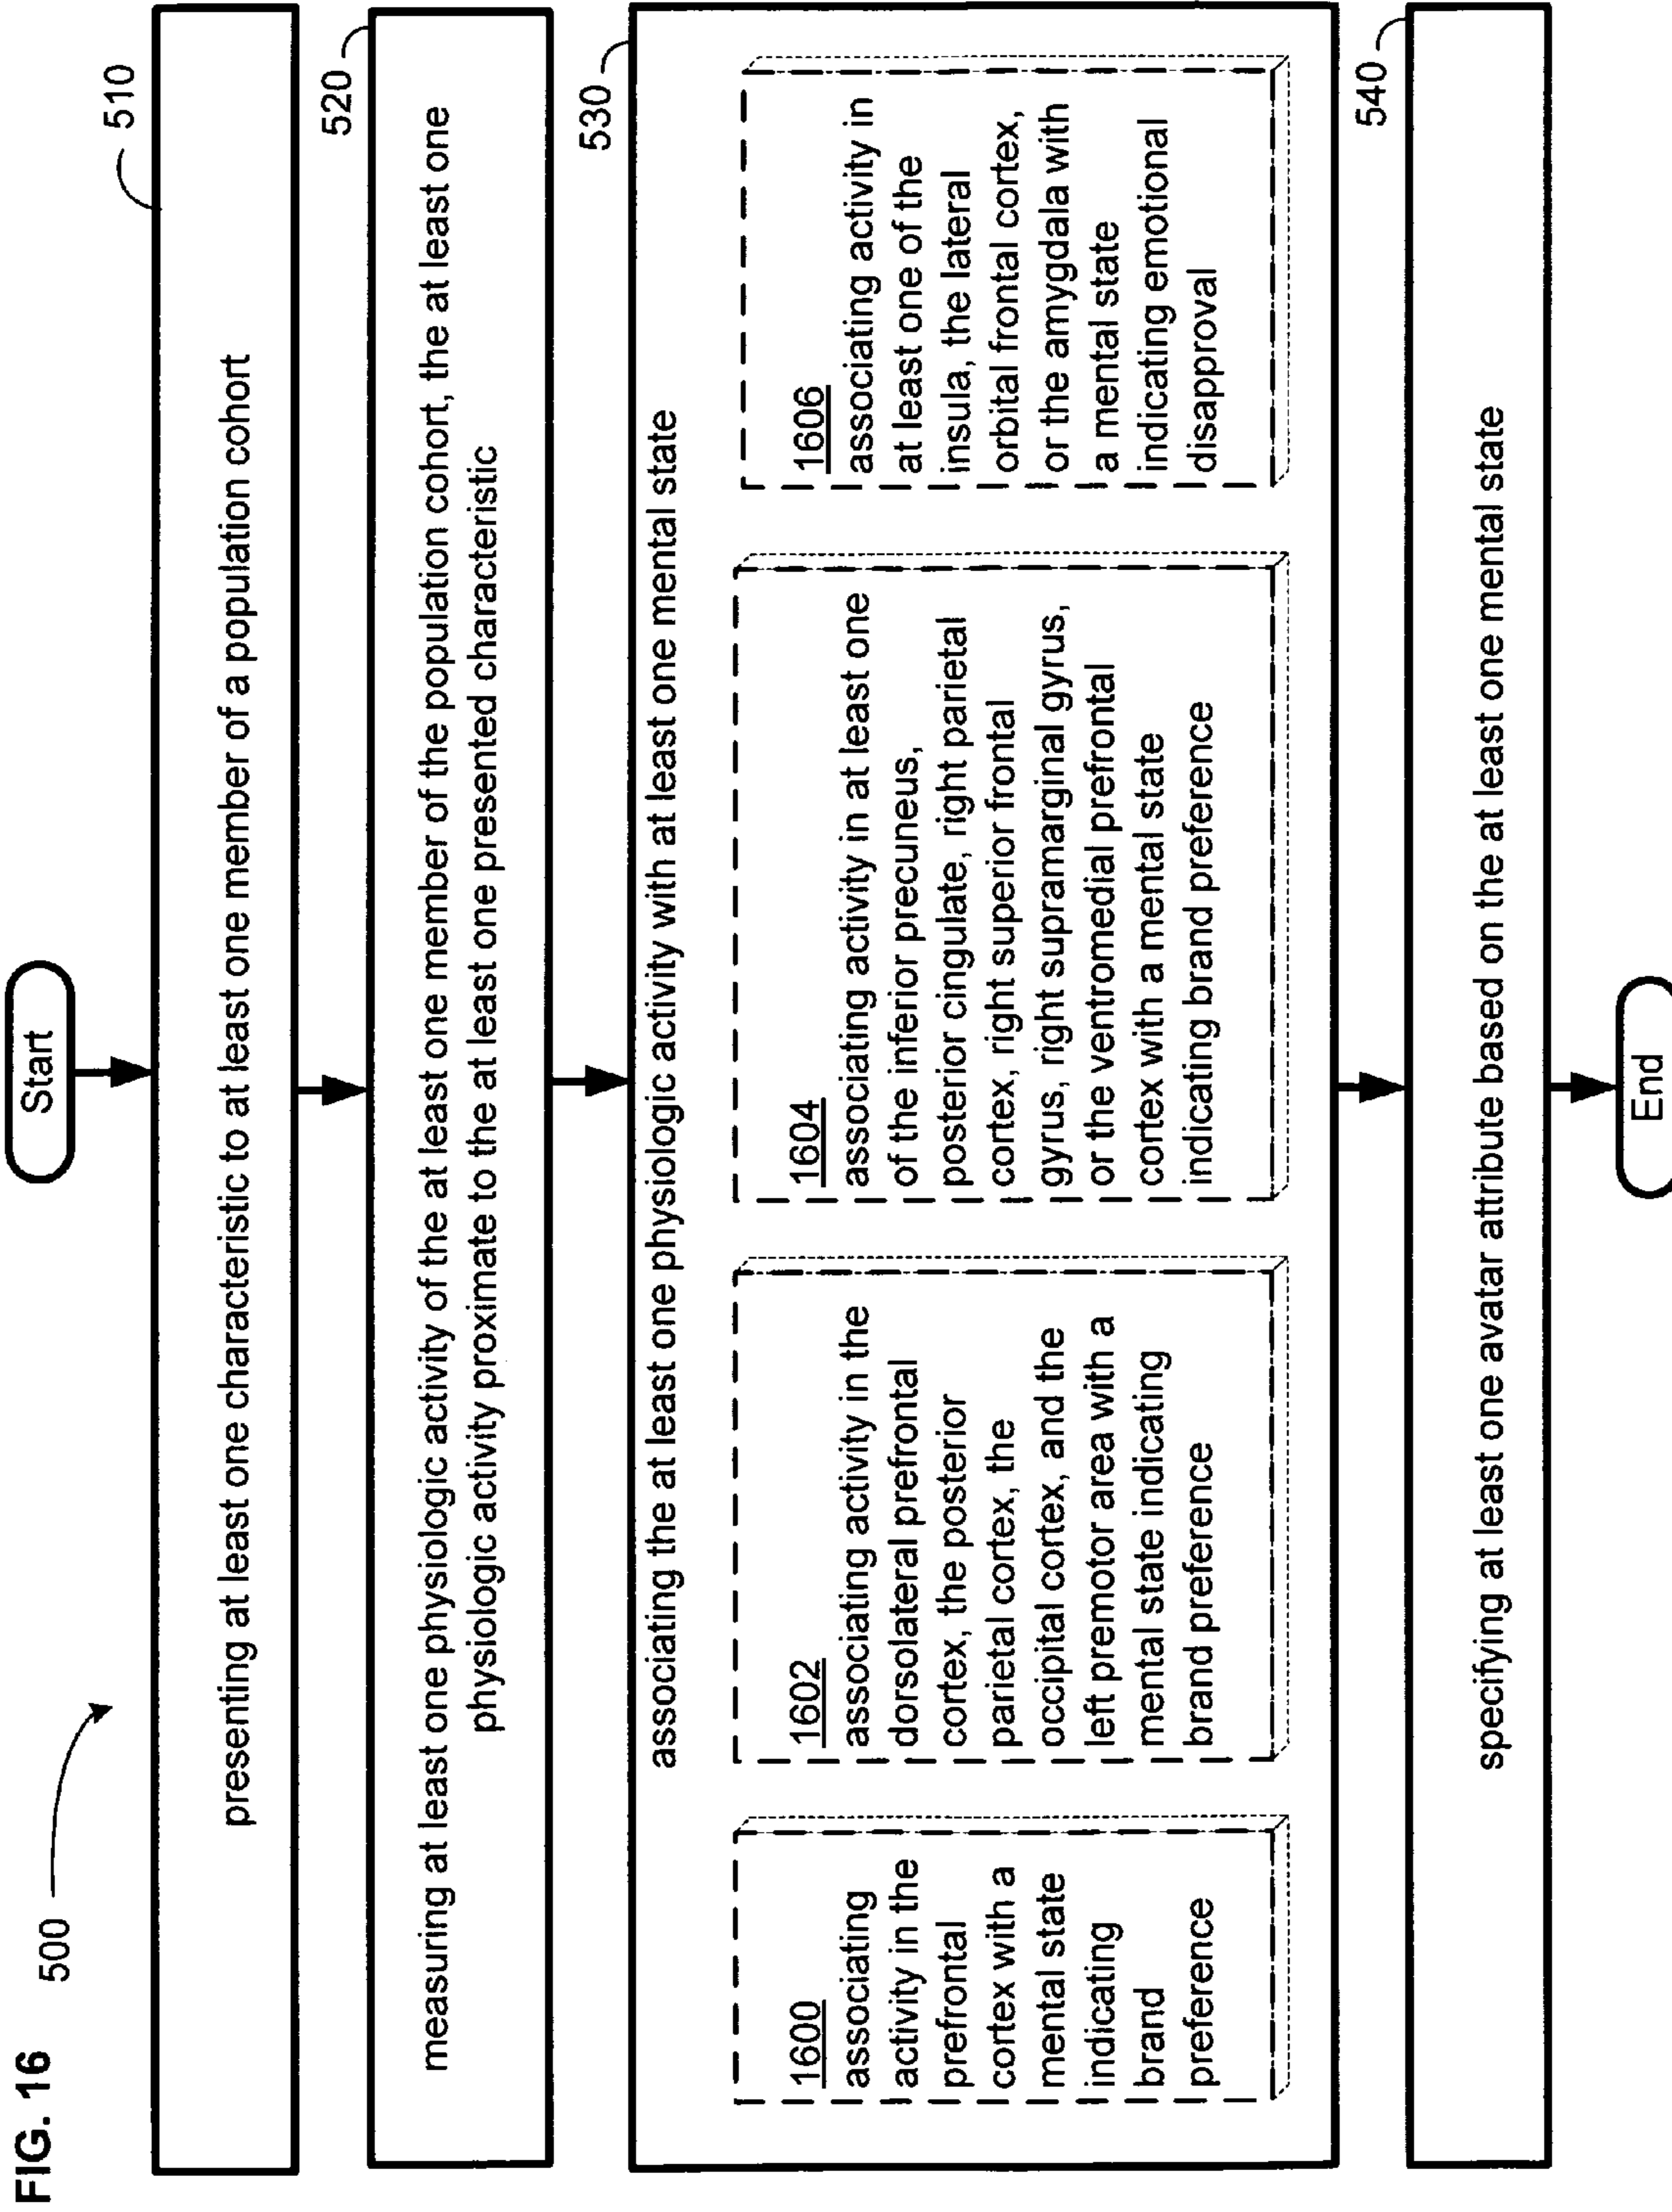 FIG. 16
500
Start
510
presenting at least one characteristic to at least one member of a population cohort
520
measuring at least one physiologic activity of the at least one member of the population cohort, the at least one
physiologic activity proximate to the at least one presented characteristic
530
associating the at least one physiologic activity with at least one mental state
1600
associating
activity in the
prefrontal
cortex with a
mental state
indicating
brand
preference
1602
associating activity in the
dorsolateral prefrontal
cortex, the posterior
parietal cortex, the
occipital cortex, and the
left premotor area with a
mental state indicating
brand preference
1604
associating activity in at least one
of the inferior precuneus,
posterior cingulate, right parietal
cortex, right superior frontal
gyrus, right supramarginal gyrus,
or the ventromedial prefrontal
cortex with a mental state
indicating brand preference
1606
associating activity in
at least one of the
insula, the lateral
orbital frontal cortex,
or the amygdala with
a mental state
indicating emotional
disapproval
540
specifying at least one avatar attribute based on the at least one mental state
End